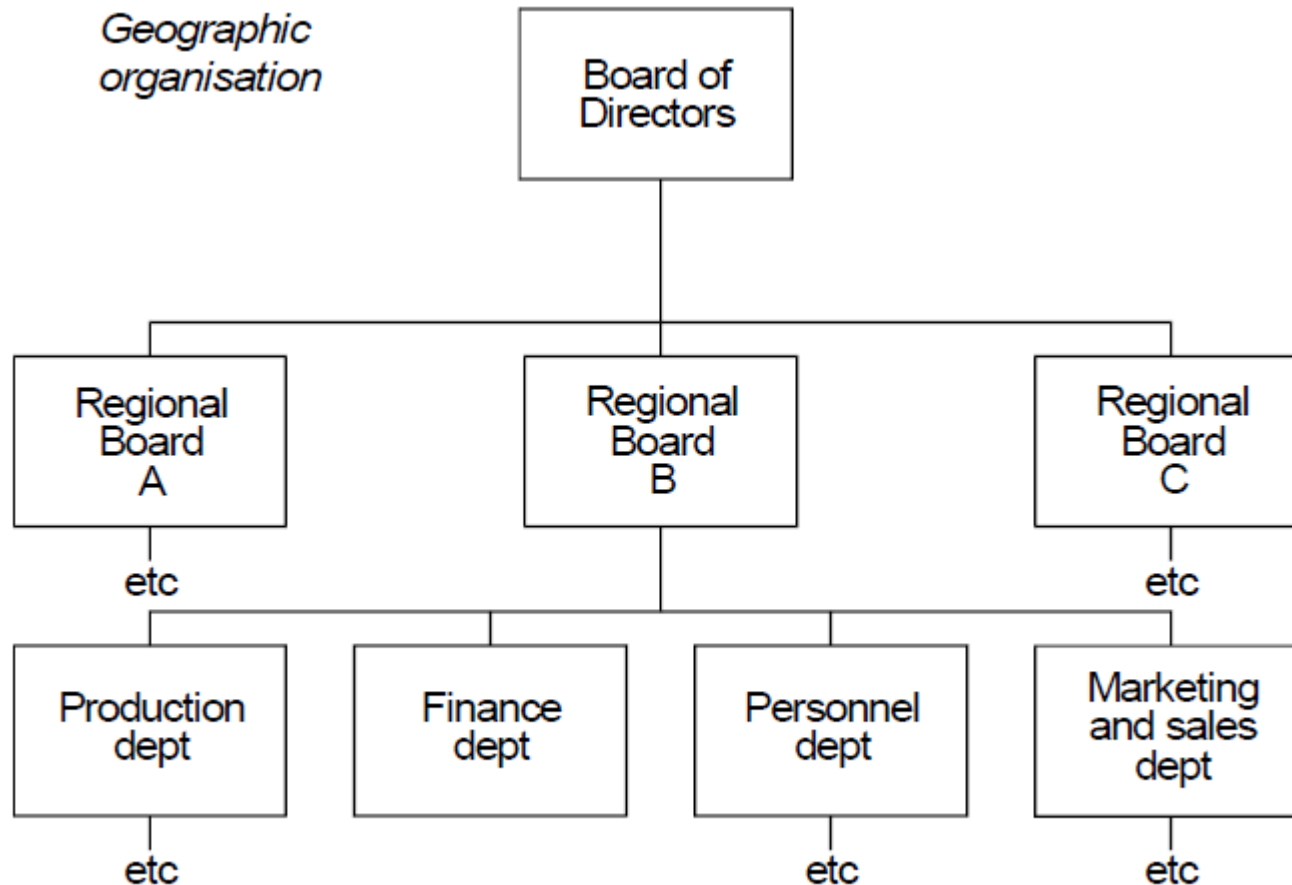 Geographic
organisation
Board of
Directors
Regional
Board
A
Regional
Board
B
Regional
Board
C
etc
etc
Production
dept
Finance
dept
Personnel
dept
Marketing
and sales
dept
etc
etc
etc